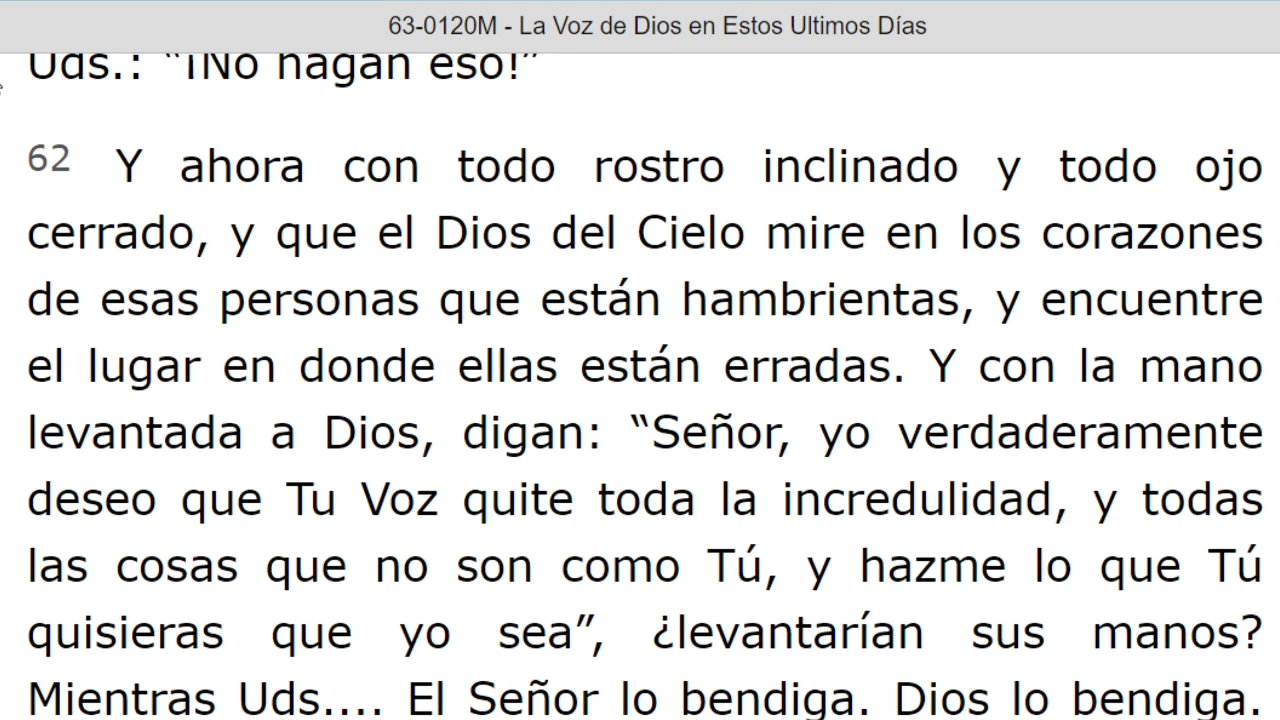 63-0120M - La Voz de Dios en Estos Ultimos Días
Uds.: “¡No hagan eso!”
62 Y ahora con todo rostro inclinado y todo ojo
cerrado, y que el Dios del Cielo mire en los corazones
de esas personas que están hambrientas, y encuentre
el lugar en donde ellas están erradas. Y con la mano
levantada a Dios, digan: “Señor, yo verdaderamente
deseo que Tu Voz quite toda la incredulidad, y todas
las cosas que no son como Tú, y hazme lo que Tú
quisieras que yo sea”, ¿levantarían sus manos?
Mientras Uds.... El Señor lo bendiga. Dios lo bendiga.